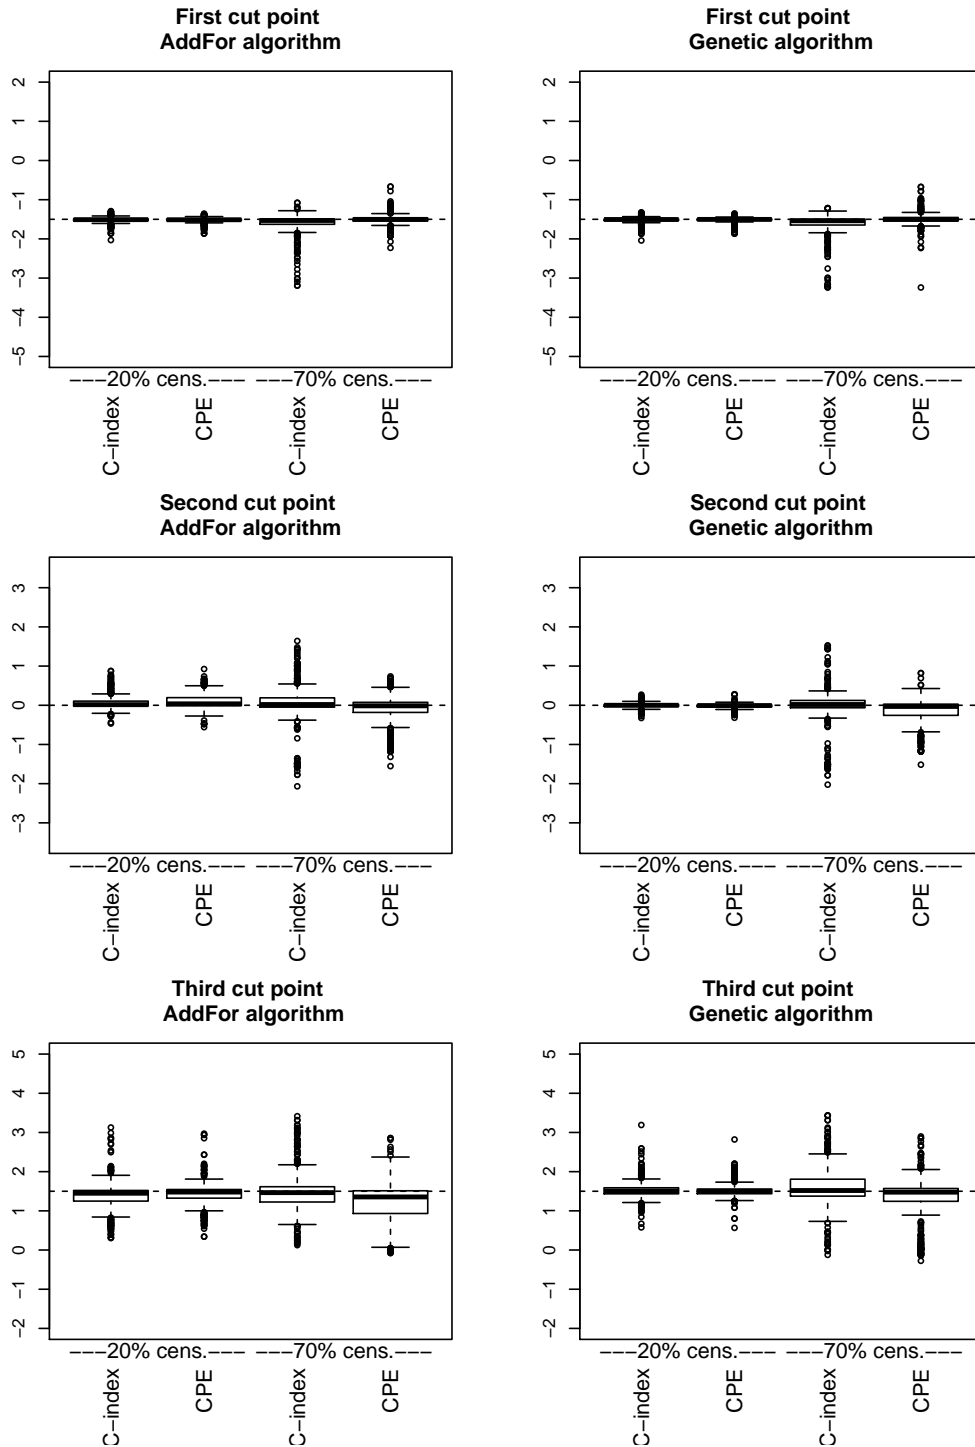 First cut point
AddFor algorithm
2
1
0
−1
−2
−3
−4
−5
−−−−20% cens.−−−− −−−−70% cens.−−−−
C−index
CPE
C−index
CPE
First cut point
Genetic algorithm
2
1
0
−1
−2
−3
−4
−5
−−−−20% cens.−−−− −−−−70% cens.−−−−
C−index
CPE
C−index
CPE
Second cut point
AddFor algorithm
3
2
1
0
−1
−2
−3
−−−−20% cens.−−−− −−−−70% cens.−−−−
C−index
CPE
C−index
CPE
Second cut point
Genetic algorithm
3
2
1
0
−1
−2
−3
−−−−20% cens.−−−− −−−−70% cens.−−−−
C−index
CPE
C−index
CPE
Third cut point
AddFor algorithm
5
4
3
2
1
0
−1
−2
−−−−20% cens.−−−− −−−−70% cens.−−−−
C−index
CPE
C−index
CPE
Third cut point
Genetic algorithm
5
4
3
2
1
0
−1
−2
−−−−20% cens.−−−− −−−−70% cens.−−−−
C−index
CPE
C−index
CPE